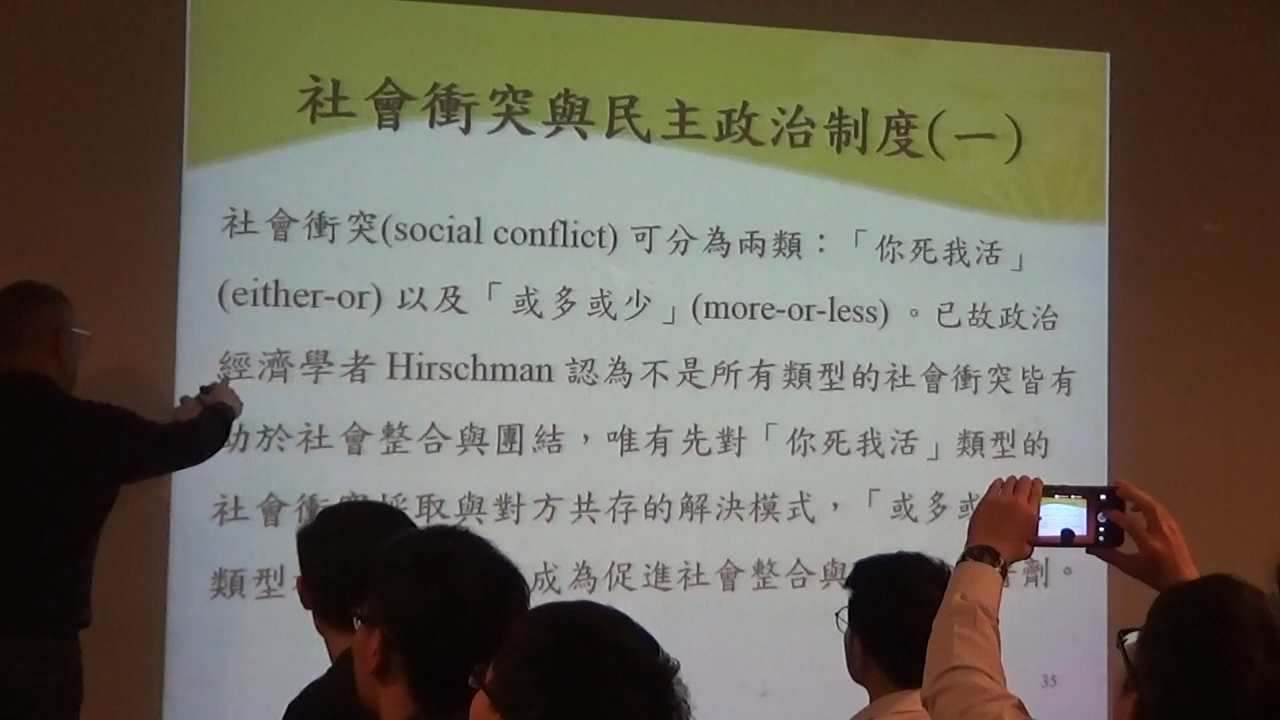 社會衝突與民主政治制度(一)
社會衝突(social conflict) 可分為兩類：「你死我活」
(either-or) 以及「或多或少」(more-or-less) 。已故政治
經濟學者 Hirschman 認為不是所有類型的社會衝突皆有
助於社會整合與團結，唯有先對「你死我活」類型的
社會衝突採取與對方共存的解決模式，「或多或
類型 成為促進社會整合與 劑。
35